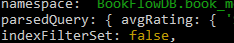 namespace: 'BookFlowDB.book_m
parsedQuery: { avgRating: { '
indexFilterSet: false,